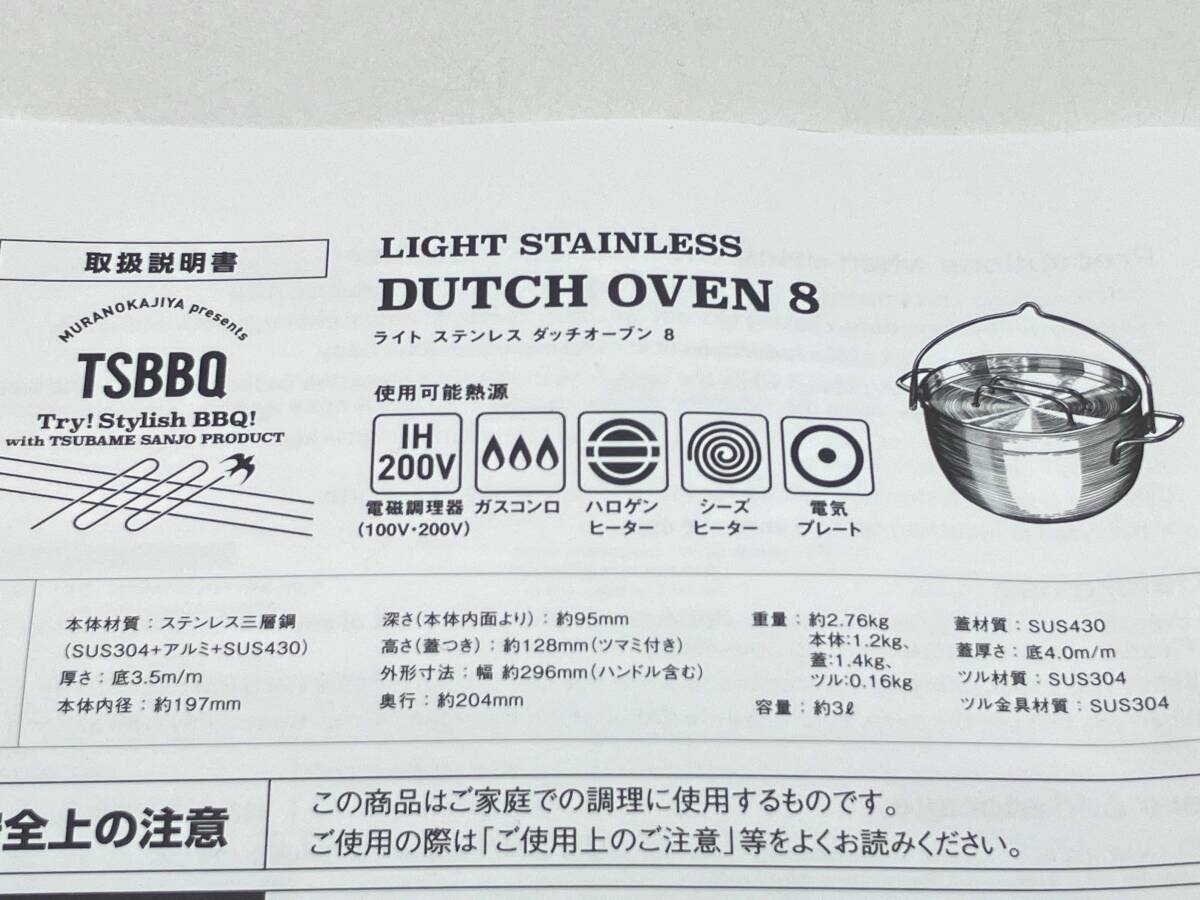 取扱説明書
MURANOKAJIYA presents
TSBBQ
Try! Stylish BBQ!
with TSUBAME SANJO PRODUCT
LIGHT STAINLESS
DUTCH OVEN 8
ライト ステンレス ダッチオーブン 8
使用可能熱源
IH
200V
電磁調理器
(100V・200V)
ガスコンロ
ハロゲン
ヒーター
シーズ
ヒーター
電気
プレート
本体材質：ステンレス三層鋼
(SUS304+アルミ+SUS430)
厚さ：底3.5m/m
本体内径：約197mm
深さ(本体内面より)：約95mm
高さ(蓋つき)：約128mm(ツマミ付き)
外形寸法：幅 約296mm(ハンドル含む)
奥行：約204mm
重量：約2.76kg
本体:1.2kg、
蓋:1.4kg、
ツル:0.16kg
容量：約3ℓ
蓋材質：SUS430
蓋厚さ：底4.0m/m
ツル材質：SUS304
ツル金具材質：SUS304
全上の注意
この商品はご家庭での調理に使用するものです。
ご使用の際は「ご使用上のご注意」等をよくお読みください。